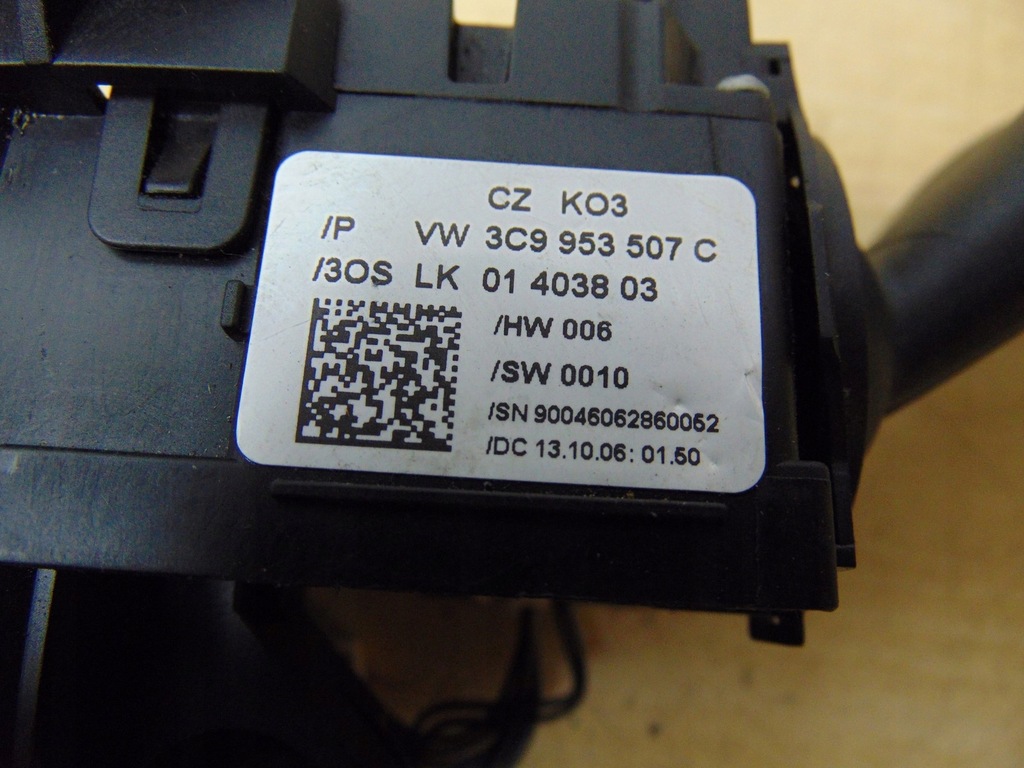 CZ KO3
/P VW 3C9 953 507 C
/3OS LK 01 4038 03
/HW 006
/SW 0010
/SN 90046062860052
/DC 13.10.06: 01.50